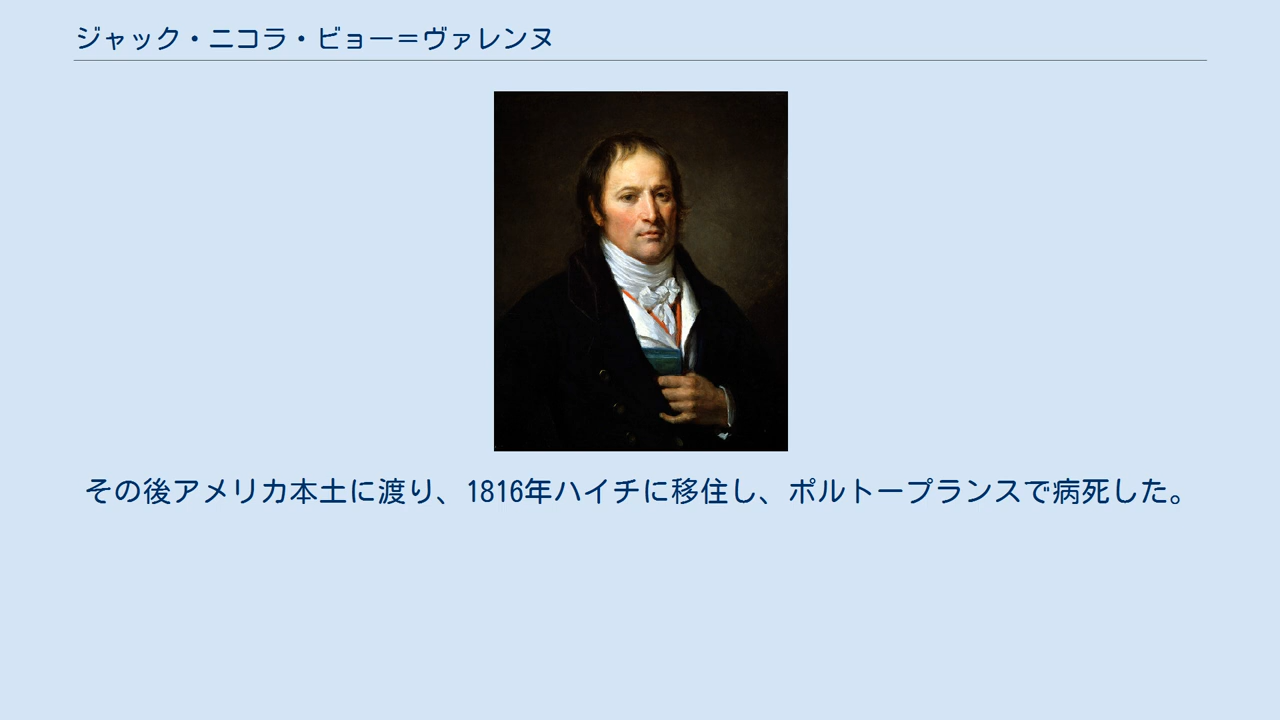 ジャック・ニコラ・ビョー＝ヴァレンヌ
その後アメリカ本土に渡り、1816年ハイチに移住し、ポルトープランスで病死した。